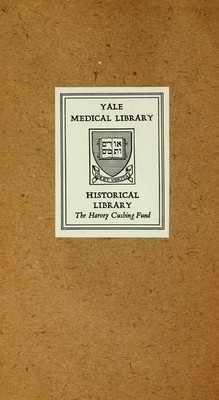 YALE
MEDICAL LIBRARY
אורים
ותמים
HISTORICAL
LIBRARY
The Harvey Cushing Fund